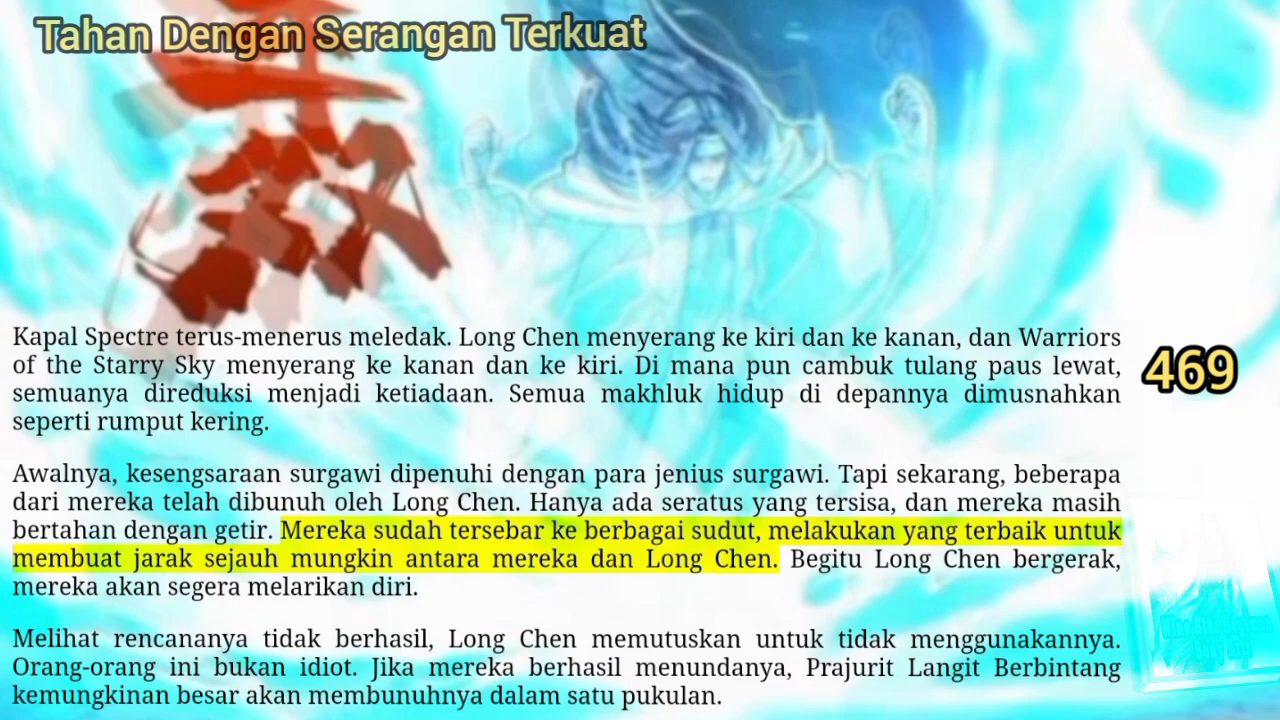 Tahan Dengan Serangan Terkuat
Kapal Spectre terus-menerus meledak. Long Chen menyerang ke kiri dan ke kanan, dan Warriors
of the Starry Sky menyerang ke kanan dan ke kiri. Di mana pun cambuk tulang paus lewat,
semuanya direduksi menjadi ketiadaan. Semua makhluk hidup di depannya dimusnahkan
seperti rumput kering.
469
Awalnya, kesengsaraan surgawi dipenuhi dengan para jenius surgawi. Tapi sekarang, beberapa
dari mereka telah dibunuh oleh Long Chen. Hanya ada seratus yang tersisa, dan mereka masih
bertahan dengan getir. Mereka sudah tersebar ke berbagai sudut, melakukan yang terbaik untuk
membuat jarak sejauh mungkin antara mereka dan Long Chen. Begitu Long Chen bergerak,
mereka akan segera melarikan diri.
Melihat rencananya tidak berhasil, Long Chen memutuskan untuk tidak menggunakannya.
Orang-orang ini bukan idiot. Jika mereka berhasil menundanya, Prajurit Langit Berbintang
kemungkinan besar akan membunuhnya dalam satu pukulan.